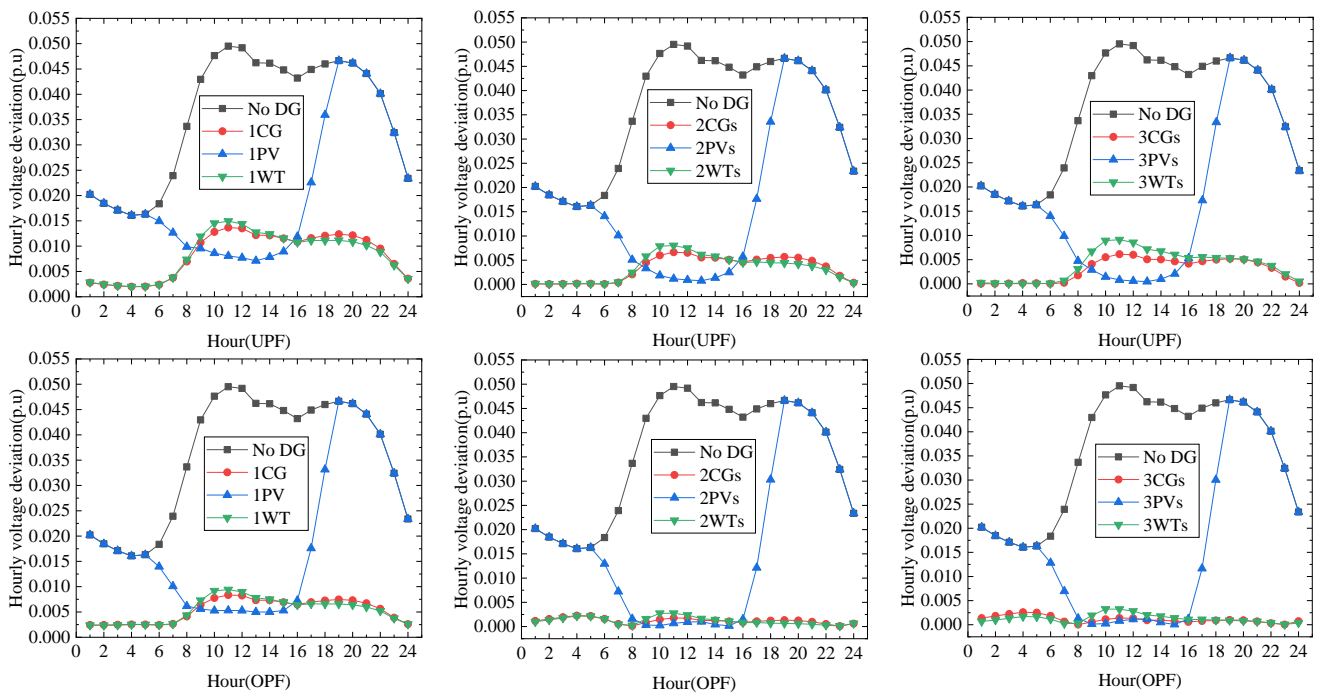 Hourly voltage deviation(p.u)
0.055
0.050
0.045
0.040
0.035
0.030
0.025
0.020
0.015
0.010
0.005
0.000
No DG
1CG
1PV
1WT
0 2 4 6 8 10 12 14 16 18 20 22 24
Hour(UPF)
Hourly voltage deviation(p.u)
0.055
0.050
0.045
0.040
0.035
0.030
0.025
0.020
0.015
0.010
0.005
0.000
No DG
2CGs
2PVs
2WTs
0 2 4 6 8 10 12 14 16 18 20 22 24
Hour(UPF)
Hourly voltage deviation(p.u)
0.055
0.050
0.045
0.040
0.035
0.030
0.025
0.020
0.015
0.010
0.005
0.000
No DG
3CGs
3PVs
3WTs
0 2 4 6 8 10 12 14 16 18 20 22 24
Hour(UPF)
Hourly voltage deviation(p.u)
0.055
0.050
0.045
0.040
0.035
0.030
0.025
0.020
0.015
0.010
0.005
0.000
No DG
1CG
1PV
1WT
0 2 4 6 8 10 12 14 16 18 20 22 24
Hour(OPF)
Hourly voltage deviation(p.u)
0.055
0.050
0.045
0.040
0.035
0.030
0.025
0.020
0.015
0.010
0.005
0.000
No DG
2CGs
2PVs
2WTs
0 2 4 6 8 10 12 14 16 18 20 22 24
Hour(OPF)
Hourly voltage deviation(p.u)
0.055
0.050
0.045
0.040
0.035
0.030
0.025
0.020
0.015
0.010
0.005
0.000
No DG
3CGs
3PVs
3WTs
0 2 4 6 8 10 12 14 16 18 20 22 24
Hour(OPF)